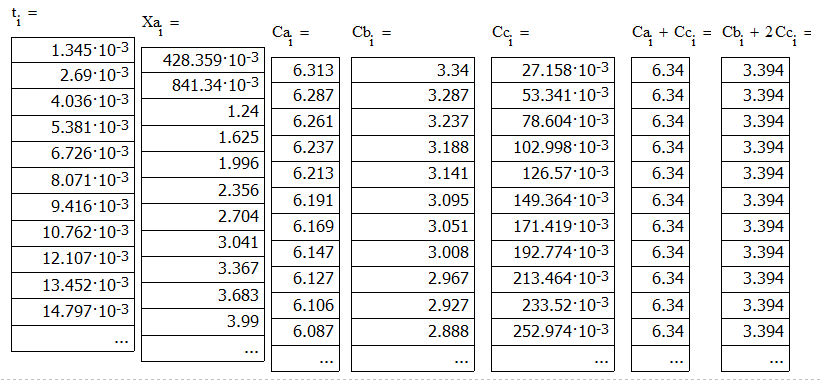 tᵢ = Xaᵢ = Caᵢ = Cbᵢ = Ccᵢ = Caᵢ + Ccᵢ = Cbᵢ + 2 Ccᵢ =
1.345·10⁻³ 428.359·10⁻³ 6.313 3.34 27.158·10⁻³ 6.34 3.394
2.69·10⁻³ 841.34·10⁻³ 6.287 3.287 53.341·10⁻³ 6.34 3.394
4.036·10⁻³ 1.24 6.261 3.237 78.604·10⁻³ 6.34 3.394
5.381·10⁻³ 1.625 6.237 3.188 102.998·10⁻³ 6.34 3.394
6.726·10⁻³ 1.996 6.213 3.141 126.57·10⁻³ 6.34 3.394
8.071·10⁻³ 2.356 6.191 3.095 149.364·10⁻³ 6.34 3.394
9.416·10⁻³ 2.704 6.169 3.051 171.419·10⁻³ 6.34 3.394
10.762·10⁻³ 3.041 6.147 3.008 192.774·10⁻³ 6.34 3.394
12.107·10⁻³ 3.367 6.127 2.967 213.464·10⁻³ 6.34 3.394
13.452·10⁻³ 3.683 6.106 2.927 233.52·10⁻³ 6.34 3.394
14.797·10⁻³ 3.99 6.087 2.888 252.974·10⁻³ 6.34 3.394
... ... ... ... ... ... ...